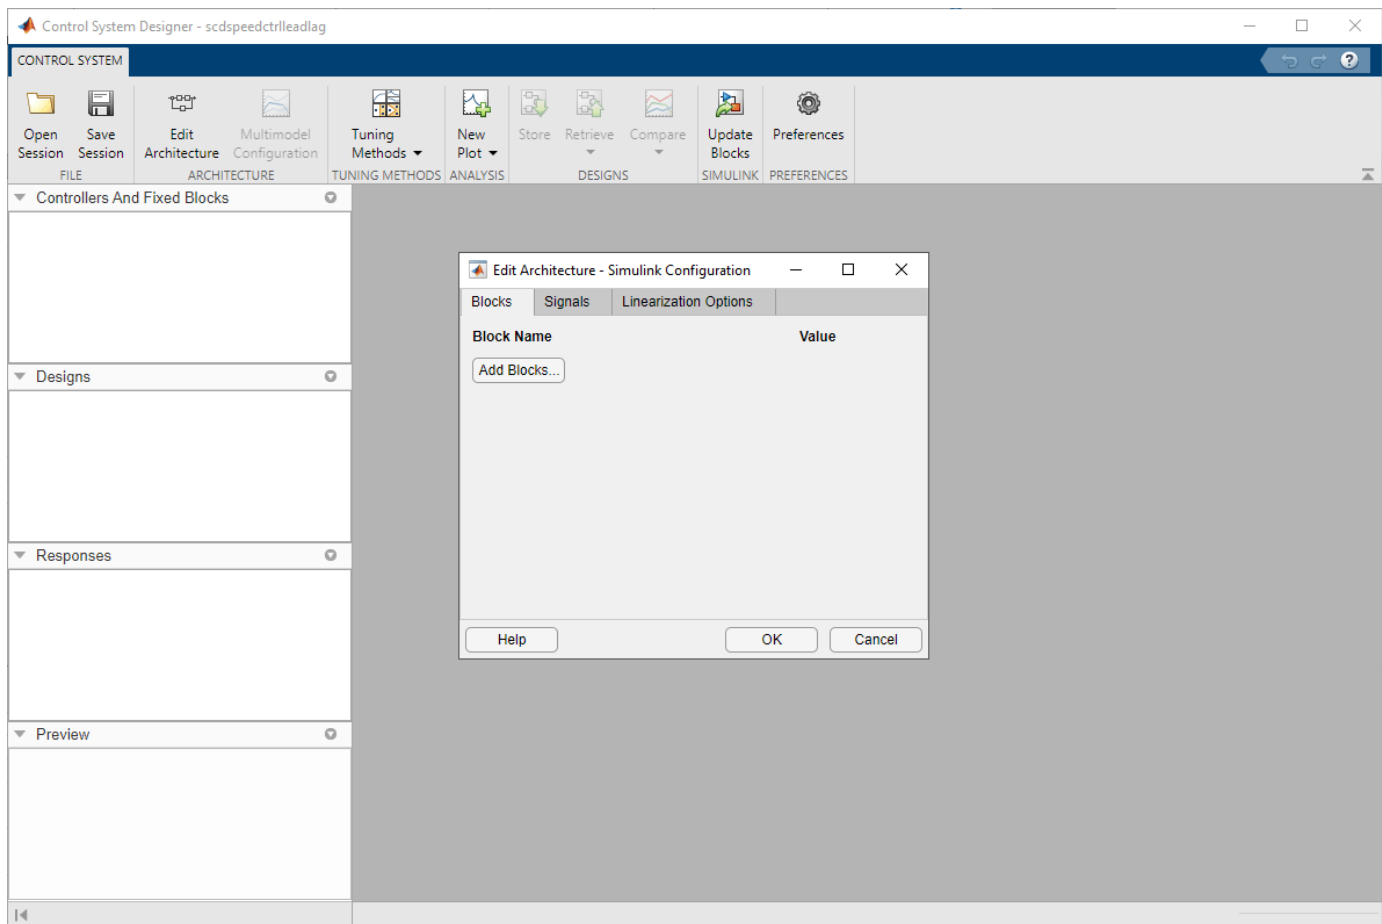 Control System Designer - scdspeedctrlleadlag
CONTROL SYSTEM
?
Open Session
Save Session
Edit Architecture
Multimodel Configuration
Tuning Methods
New Plot
Store
Retrieve
Compare
Update Blocks
Preferences
FILE
ARCHITECTURE
TUNING METHODS
ANALYSIS
DESIGNS
SIMULINK
PREFERENCES
Controllers And Fixed Blocks
Designs
Responses
Preview
Edit Architecture - Simulink Configuration
Blocks
Signals
Linearization Options
Block Name
Value
Add Blocks...
Help
OK
Cancel